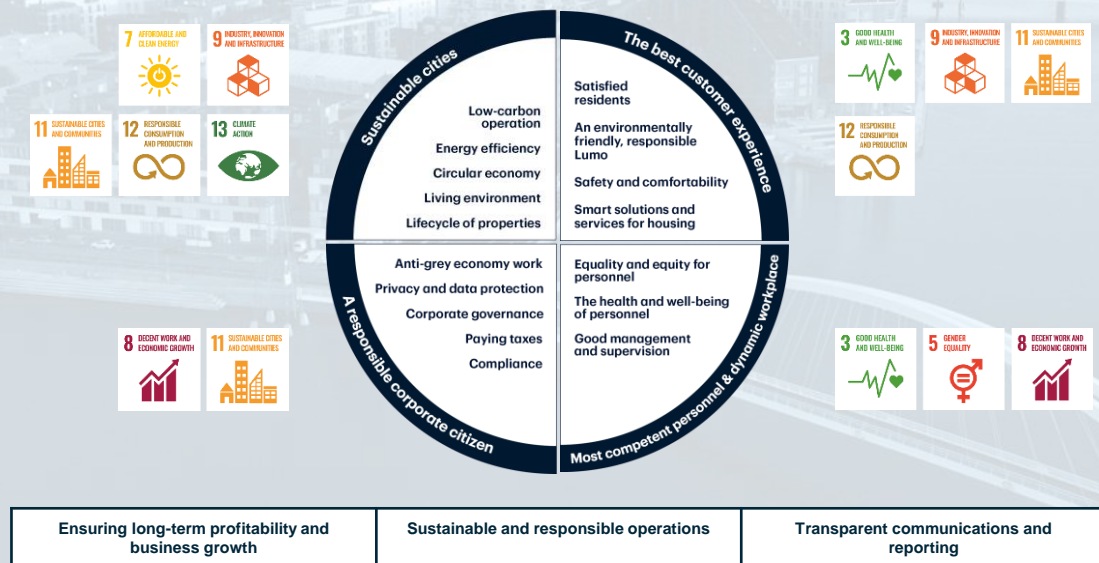 7 AFFORDABLE AND
CLEAN ENERGY
9 INDUSTRY, INNOVATION
AND INFRASTRUCTURE
11 SUSTAINABLE CITIES
AND COMMUNITIES
12 RESPONSIBLE
CONSUMPTION
AND PRODUCTION
13 CLIMATE
ACTION
Sustainable cities
Low-carbon
operation
Energy efficiency
Circular economy
Living environment
Lifecycle of properties
The best customer experience
Satisfied
residents
An environmentally
friendly, responsible
Lumo
Safety and comfortability
Smart solutions and
services for housing
3 GOOD HEALTH
AND WELL-BEING
9 INDUSTRY, INNOVATION
AND INFRASTRUCTURE
11 SUSTAINABLE CITIES
AND COMMUNITIES
12 RESPONSIBLE
CONSUMPTION
AND PRODUCTION
8 DECENT WORK AND
ECONOMIC GROWTH
11 SUSTAINABLE CITIES
AND COMMUNITIES
A responsible corporate citizen
Anti-grey economy work
Privacy and data protection
Corporate governance
Paying taxes
Compliance
Most competent personnel & dynamic workplace
Equality and equity for
personnel
The health and well-being
of personnel
Good management
and supervision
3 GOOD HEALTH
AND WELL-BEING
5 GENDER
EQUALITY
8 DECENT WORK AND
ECONOMIC GROWTH
Ensuring long-term profitability and
business growth
Sustainable and responsible operations
Transparent communications and
reporting